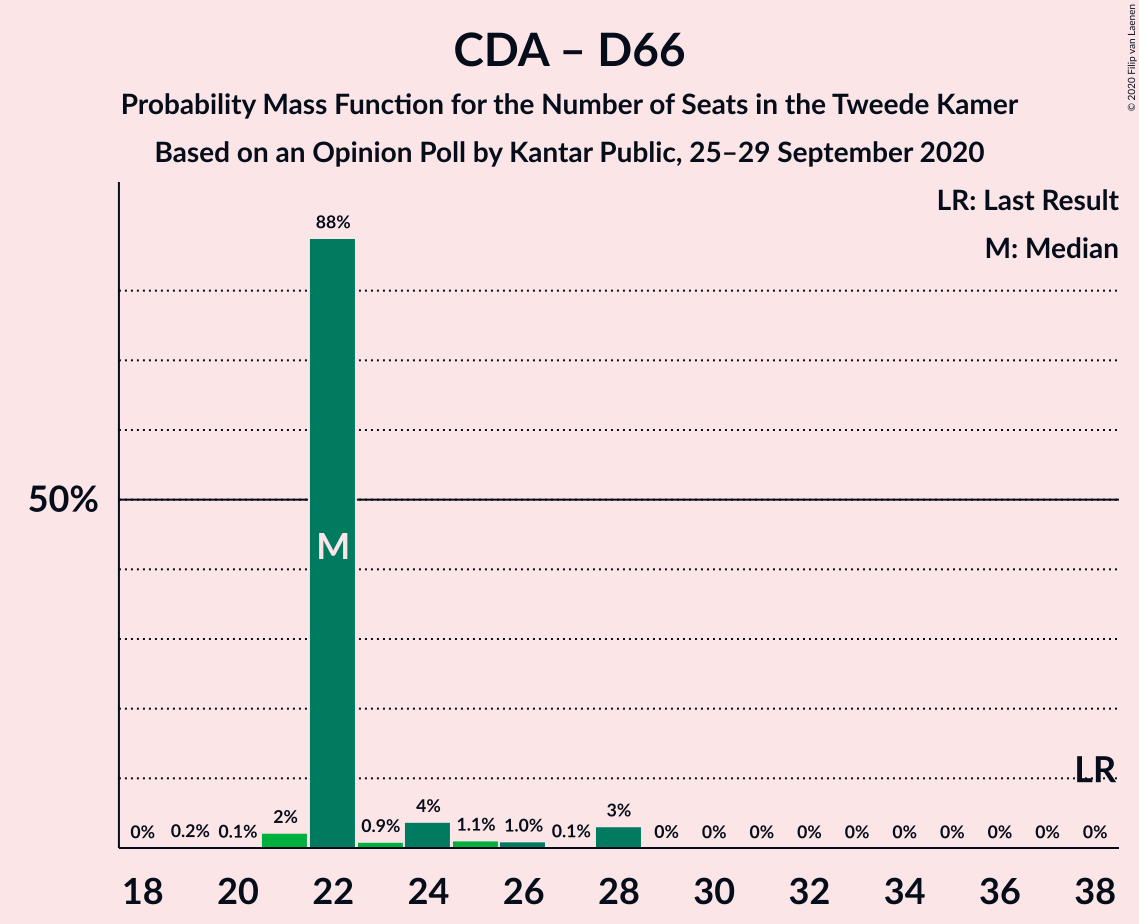 CDA – D66
Probability Mass Function for the Number of Seats in the Tweede Kamer
Based on an Opinion Poll by Kantar Public, 25–29 September 2020
© 2020 Filip van Laenen
LR: Last Result
M: Median
88%
50%
M
LR
0% 0.2% 0.1% 2% 0.9% 4% 1.1% 1.0% 0.1% 3% 0% 0% 0% 0% 0% 0% 0% 0% 0% 0%
18 20 22 24 26 28 30 32 34 36 38